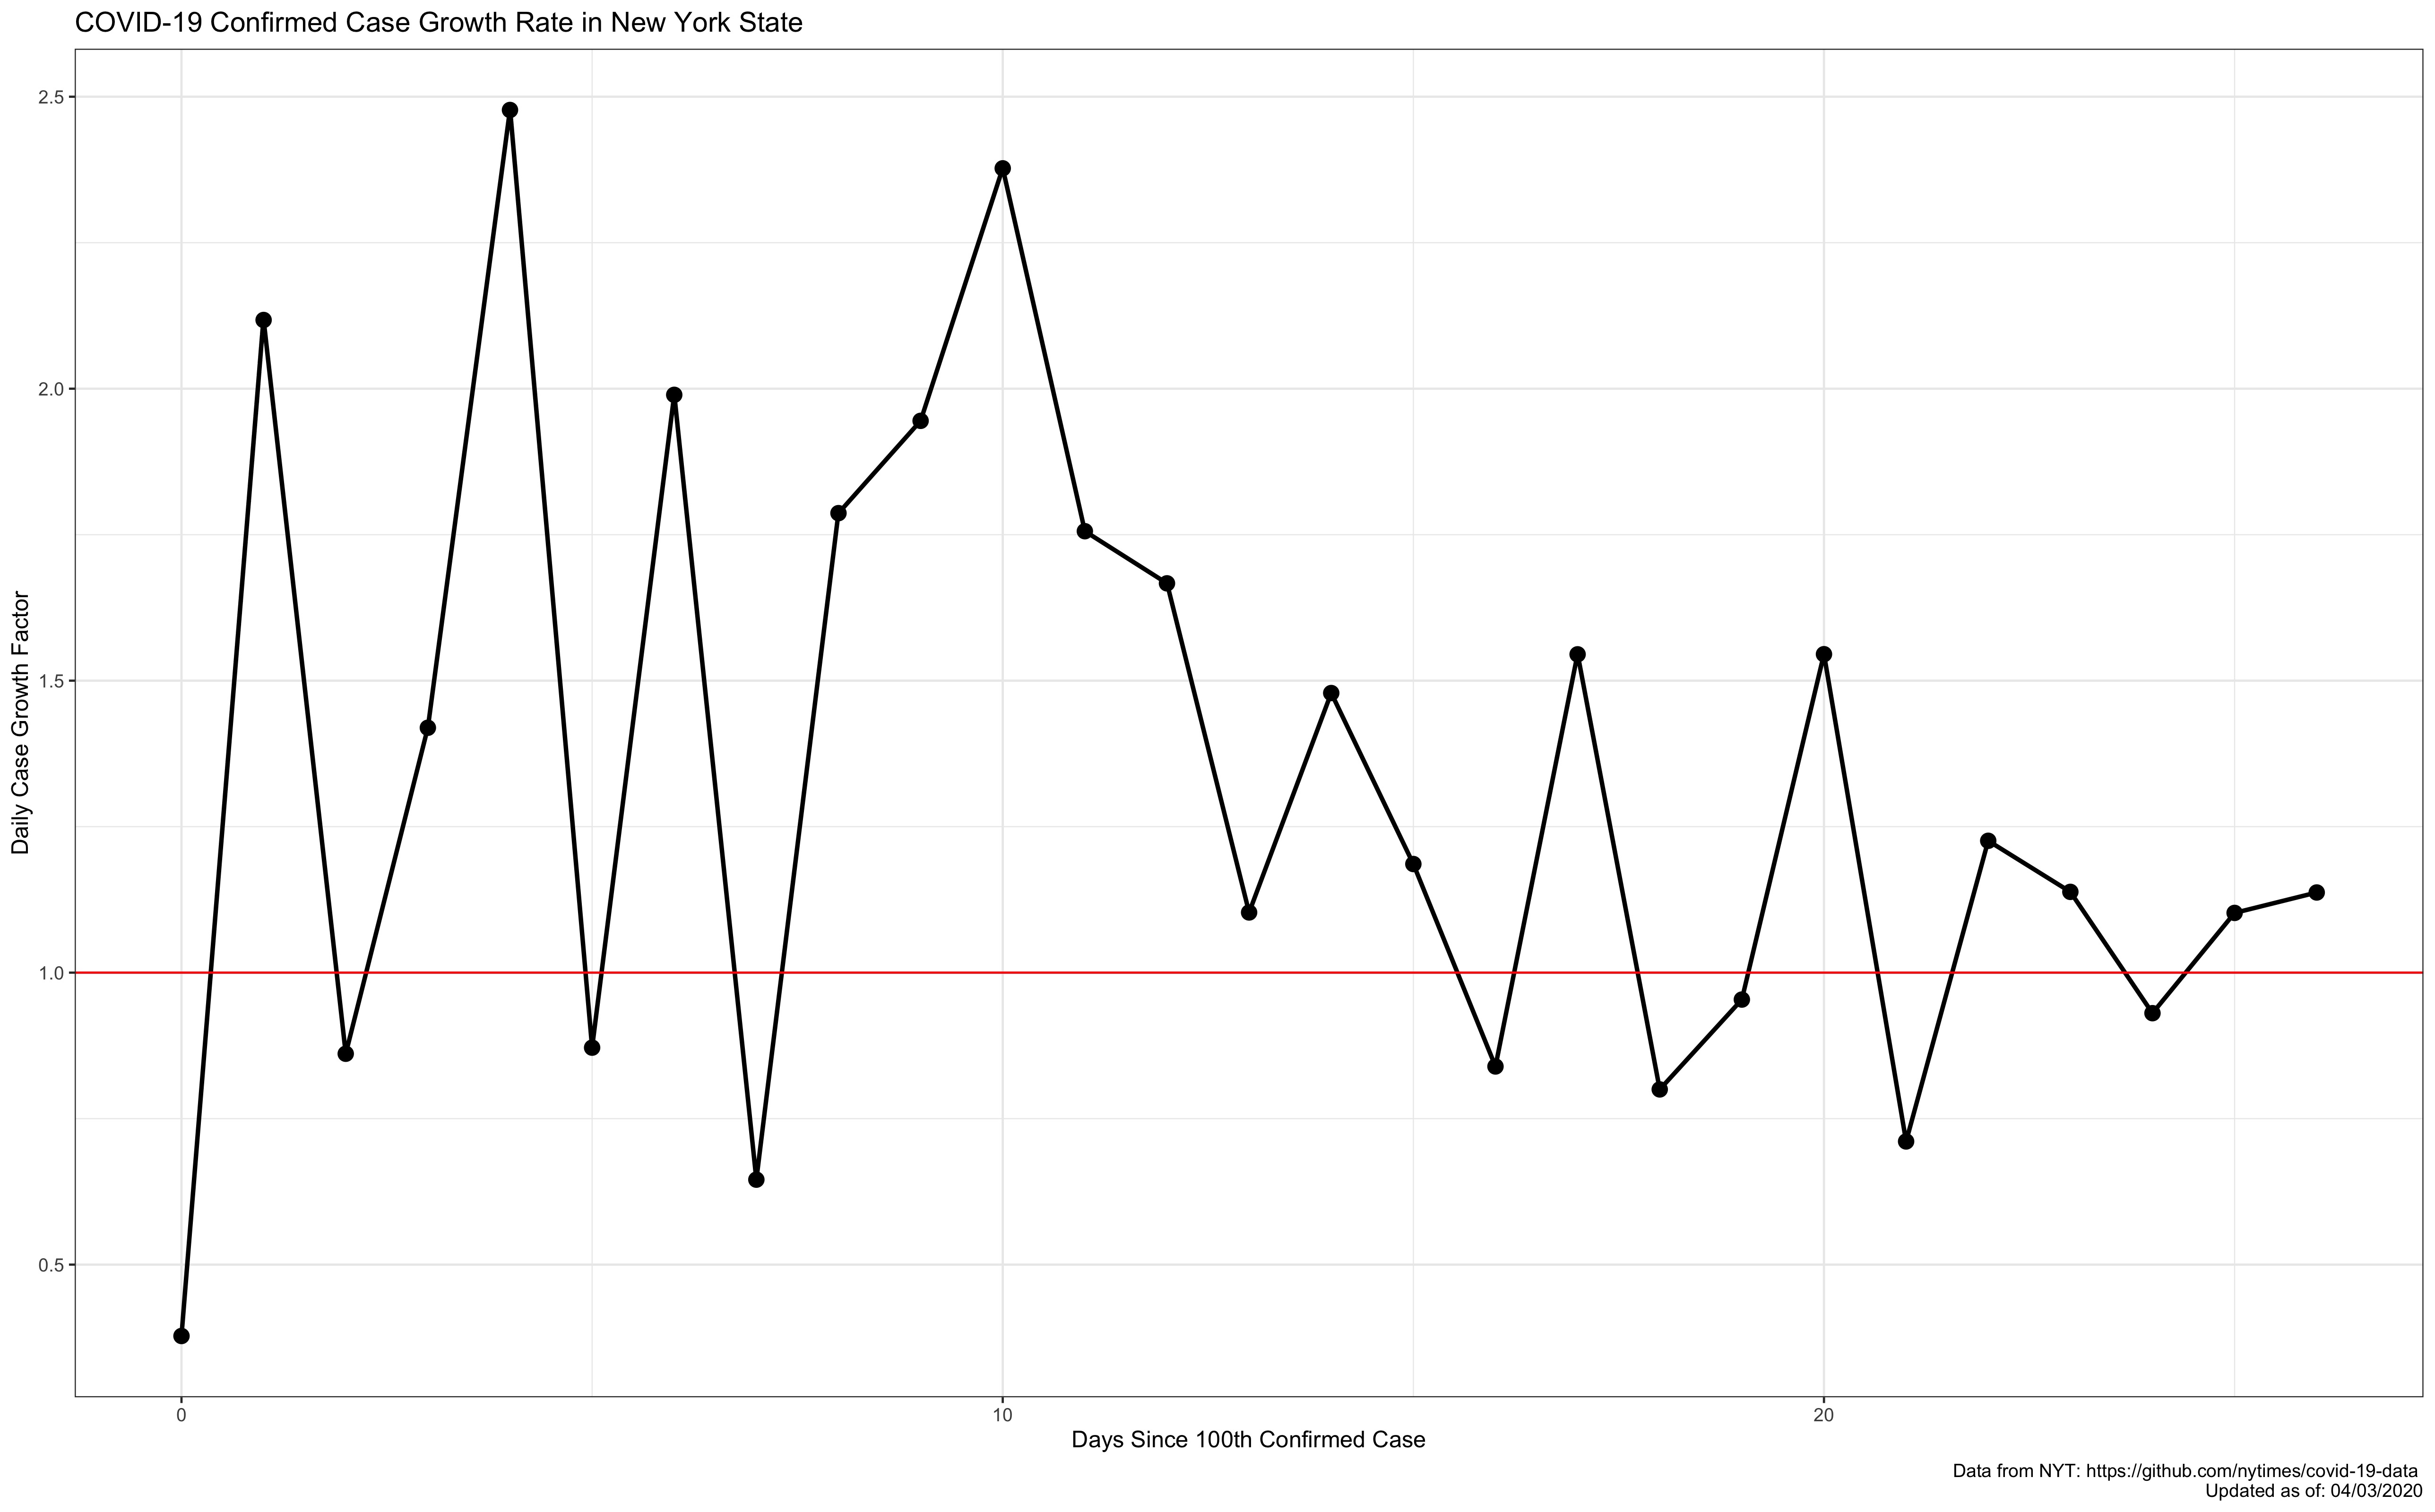 COVID-19 Confirmed Case Growth Rate in New York State
2.5
2.0
1.5
1.0
0.5
Daily Case Growth Factor
0 10 20
Days Since 100th Confirmed Case
Data from NYT: https://github.com/nytimes/covid-19-data
Updated as of: 04/03/2020